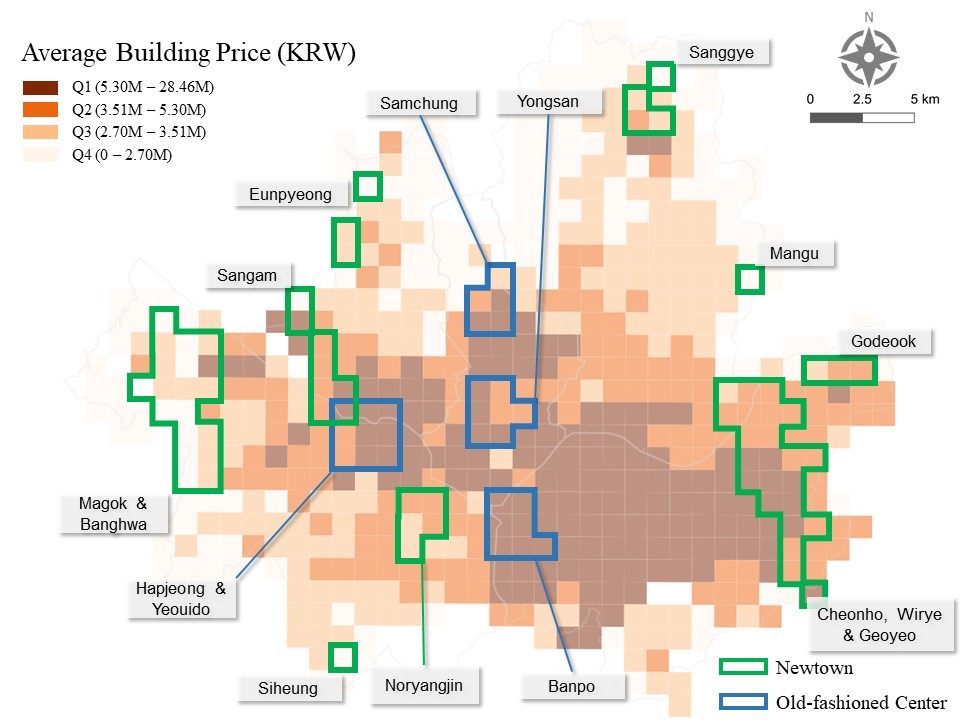 N
Sanggye
Average Building Price (KRW)
Q1 (5.30M – 28.46M)
Q2 (3.51M – 5.30M)
Q3 (2.70M – 3.51M)
Q4 (0 – 2.70M)
0 2.5 5 km
Samchung
Yongsan
Eunpyeong
Mangu
Sangam
Godeook
Magok &
Banghwa
Hapjeong &
Yeouido
Cheonho, Wirye
& Geoyeo
Siheung
Noryangjin
Banpo
Newtown
Old-fashioned Center